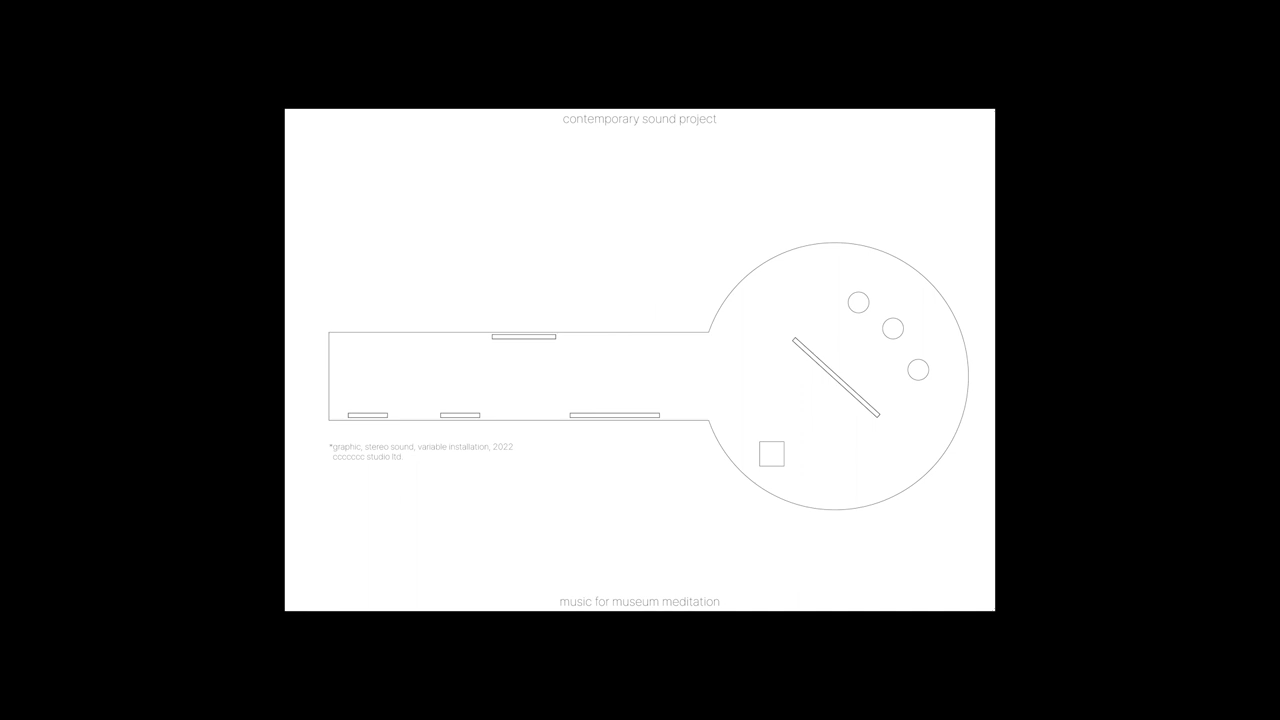 contemporary sound project
*graphic, stereo sound, variable installation, 2022
ccccccc studio ltd.
music for museum meditation